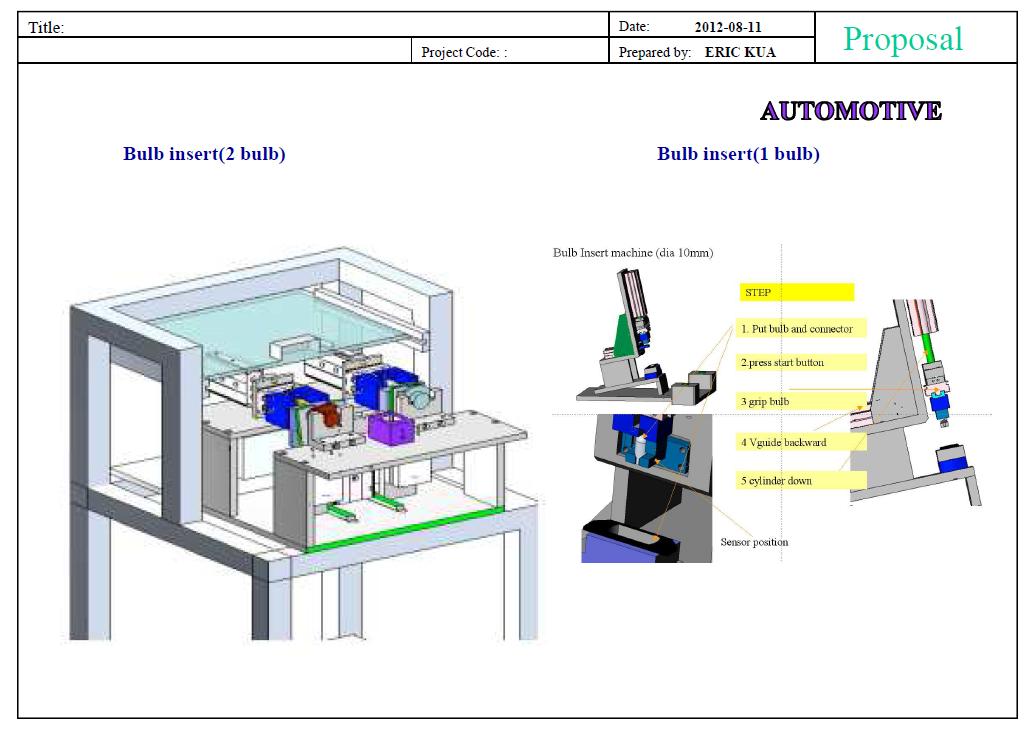 Title:
Date: 2012-08-11
Proposal
Project Code: :
Prepared by: ERIC KUA
AUTOMOTIVE
Bulb insert(2 bulb)
Bulb insert(1 bulb)
Bulb Insert machine (dia 10mm)
STEP
1. Put bulb and connector
2.press start button
3 grip bulb
4 Vguide backward
5 cylinder down
Sensor position